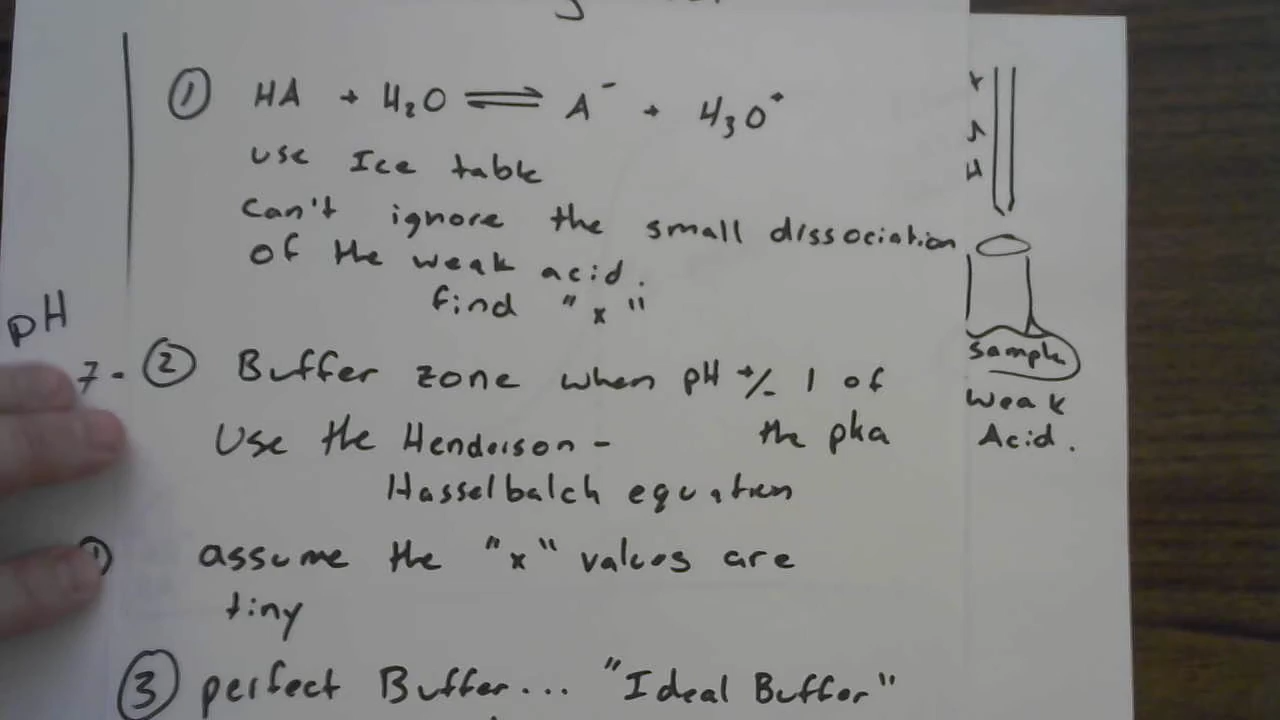 ① HA + H₂O ⇌ A⁻ + H₃O⁺
use Ice table
Can't ignore the small dissociation
of the weak acid.
find "x"
pH
7 - ② Buffer zone when pH +/- 1 of
the pka
Use the Henderson-
Hasselbalch equation
assume the "x" values are
tiny
③ perfect Buffer... "Ideal Buffer"
Sample
Weak
Acid.